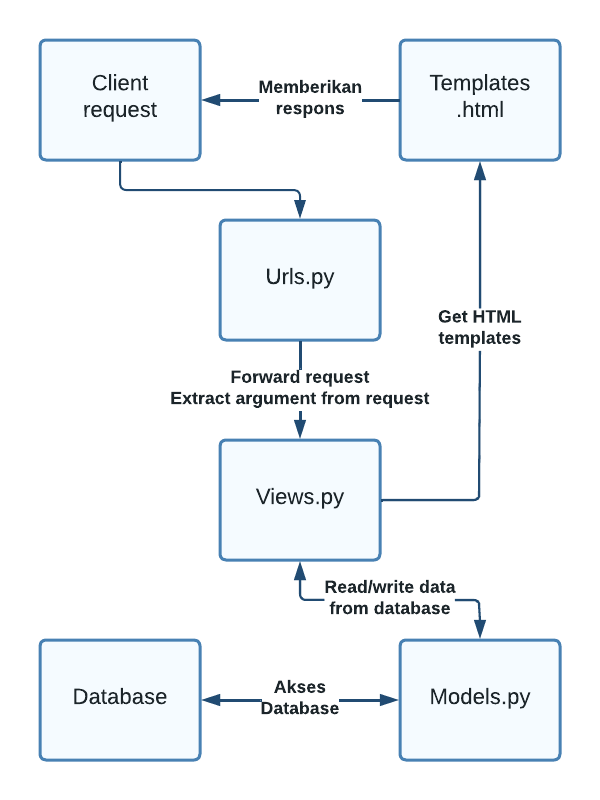 Client
request
Memberikan
respons
Templates
.html
Urls.py
Get HTML
templates
Forward request
Extract argument from request
Views.py
Read/write data
from database
Database
Akses
Database
Models.py